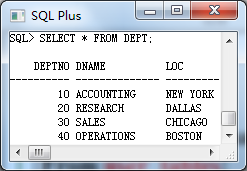 SQL Plus
SQL> SELECT * FROM DEPT;
DEPTNO DNAME LOC
---------- -------------- -------------
10 ACCOUNTING NEW YORK
20 RESEARCH DALLAS
30 SALES CHICAGO
40 OPERATIONS BOSTON